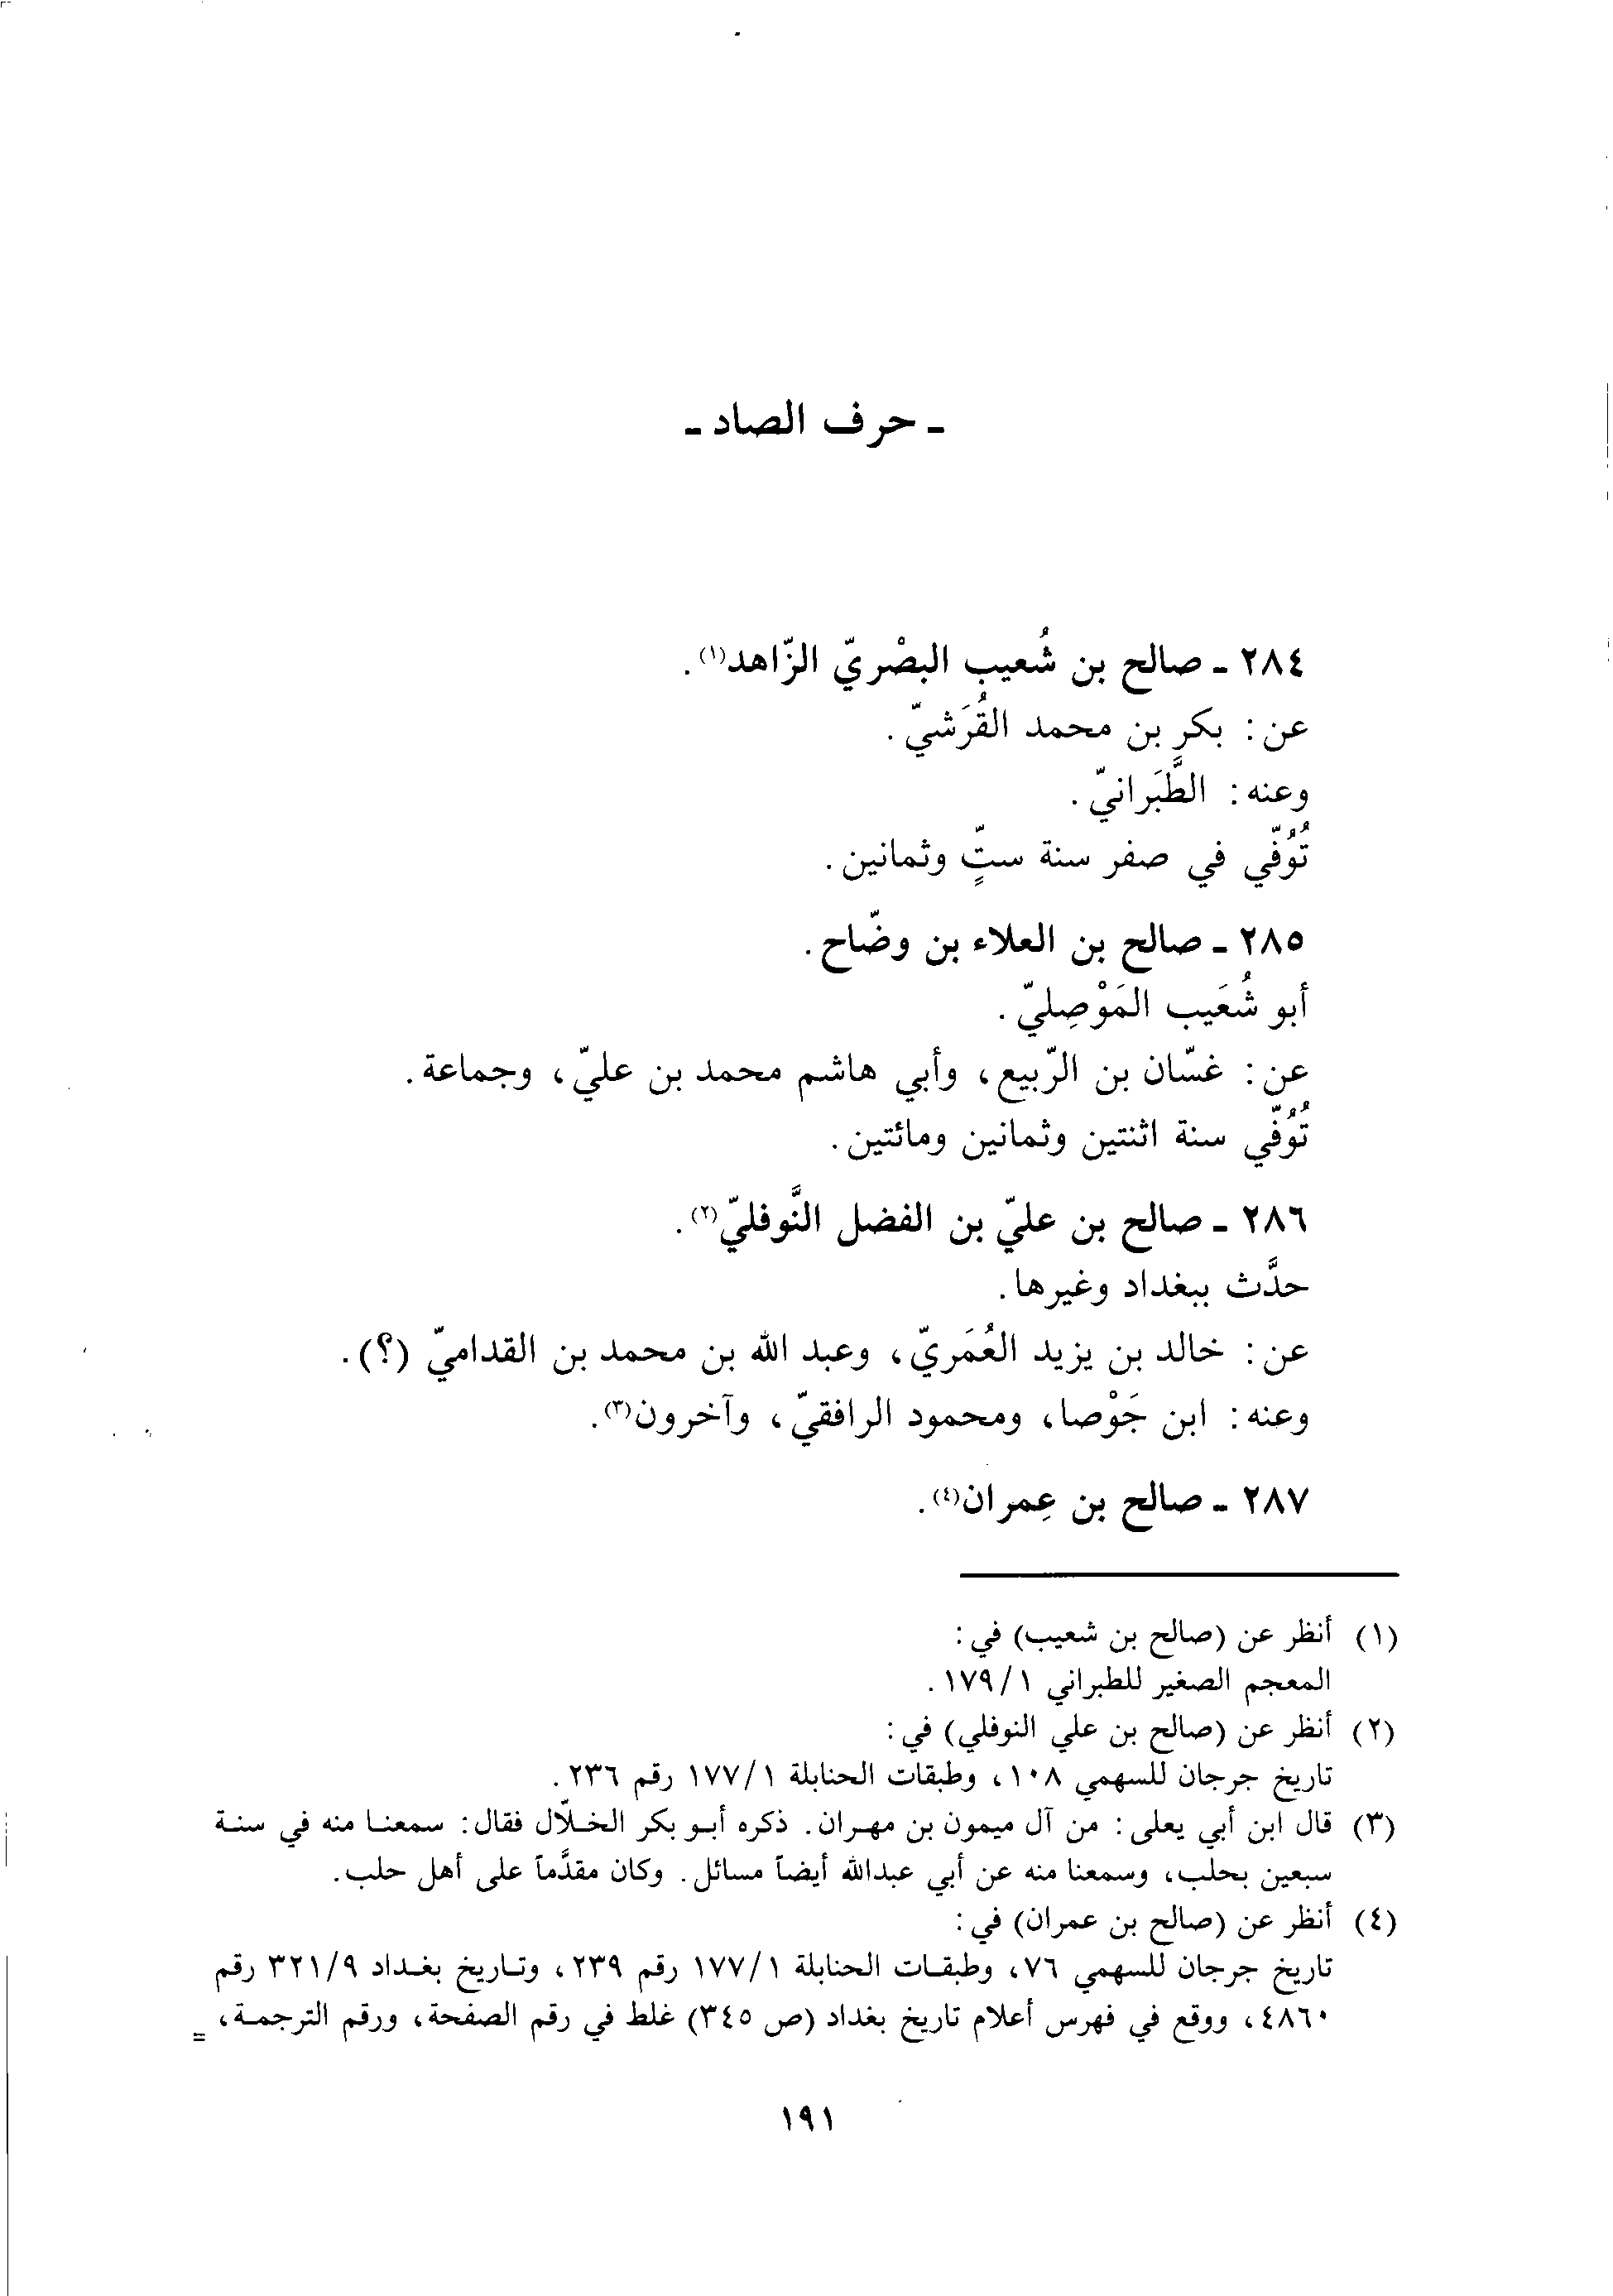 ـ حرف الصاد ـ
٢٨٤ ـ صالح بن شُعيب البصْريّ الزّاهد(١).
عن: بكرٍ بن محمد القُرَشيّ.
وعنه: الطَّبَرانيّ.
تُوُفّي في صفر سنة ستٍّ وثمانين.
٢٨٥ ـ صالح بن العلاء بن وضّاح.
أبو شُعَيب المَوْصِليّ.
عن: غسّان بن الرّبيع، وأبي هاشم محمد بن عليّ، وجماعة.
تُوُفّي سنة اثنتين وثمانين ومائتين.
٢٨٦ ـ صالح بن عليّ بن الفضل النَّوفليّ(٢).
حدَّث ببغداد وغيرها.
عن: خالد بن يزيد العُمَريّ، وعبد الله بن محمد بن القداميّ (؟).
وعنه: ابن جَوْصا، ومحمود الرافقيّ، وآخرون(٣).
٢٨٧ ـ صالح بن عِمران(٤).
(١) أنظر عن (صالح بن شعيب) في:
المعجم الصغير للطبراني ١/ ١٧٩.
(٢) أنظر عن (صالح بن علي النوفلي) في:
تاريخ جرجان للسهمي ١٠٨، وطبقات الحنابلة ١/ ١٧٧ رقم ٢٣٦.
(٣) قال ابن أبي يعلى: من آل ميمون بن مهران. ذكره أبو بكر الخلّال فقال: سمعنا منه في سنة
سبعين بحلب، وسمعنا منه عن أبي عبدالله أيضاً مسائل. وكان مقدَّماً على أهل حلب.
(٤) أنظر عن (صالح بن عمران) في:
تاريخ جرجان للسهمي ٧٦، وطبقات الحنابلة ١/ ١٧٧ رقم ٢٣٩، وتاريخ بغداد ٩/ ٣٢١ رقم
٤٨٦٠، ووقع في فهرس أعلام تاريخ بغداد (ص ٣٤٥) غلط في رقم الصفحة، ورقم الترجمة، =
١٩١